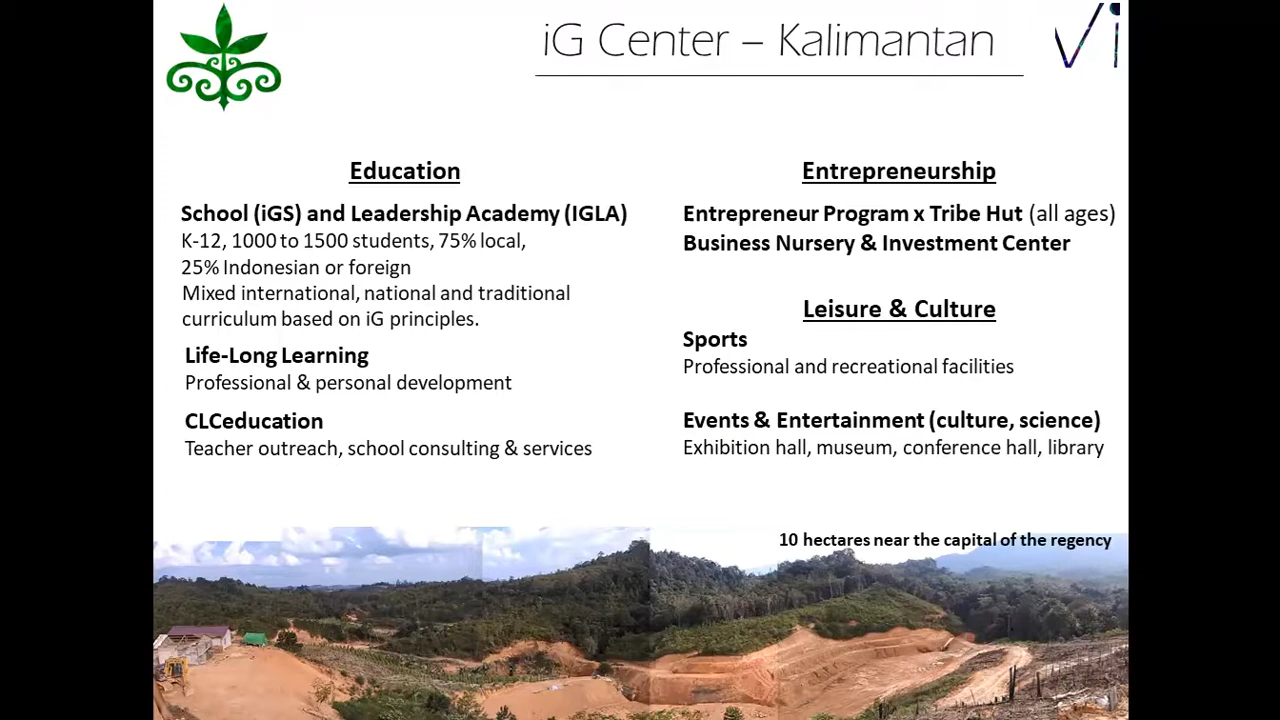 iG Center – Kalimantan
Vi
Education
School (iGS) and Leadership Academy (IGLA)
K-12, 1000 to 1500 students, 75% local,
25% Indonesian or foreign
Mixed international, national and traditional
curriculum based on iG principles.
Life-Long Learning
Professional & personal development
CLCeducation
Teacher outreach, school consulting & services
Entrepreneurship
Entrepreneur Program x Tribe Hut (all ages)
Business Nursery & Investment Center
Leisure & Culture
Sports
Professional and recreational facilities
Events & Entertainment (culture, science)
Exhibition hall, museum, conference hall, library
10 hectares near the capital of the regency